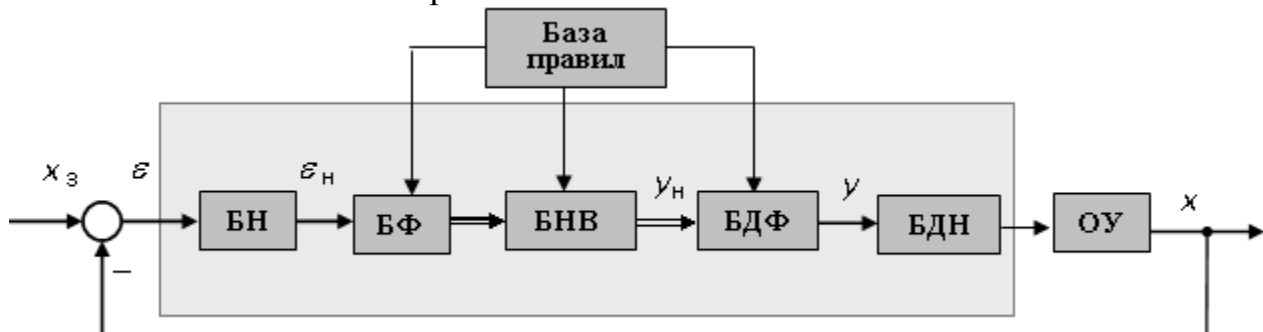 База
правил
x з
ε
ε н
y н
y
x
БН
БФ
БНВ
БДФ
БДН
ОУ
–